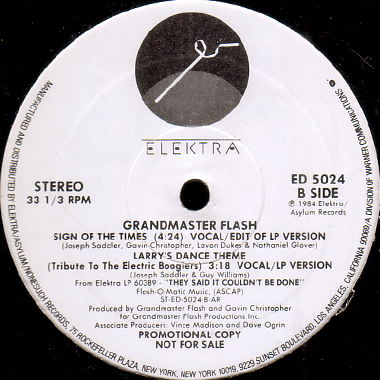 ELEKTRA
STEREO
33 1/3 RPM
ED 5024
B SIDE
℗ 1984 Elektra/
Asylum Records
GRANDMASTER FLASH
SIGN OF THE TIMES (4:24) VOCAL/EDIT OF LP VERSION
(Joseph Saddler, Gavin Christopher, Lavon Dukes & Nathaniel Glover)
LARRY'S DANCE THEME
(Tribute To The Electric Boogiers) 3:18 VOCAL/LP VERSION
(Joseph Saddler & Guy Williams)
From Elektra LP 60389 - "THEY SAID IT COULDN'T BE DONE"
Flash-O-Matic Music, (ASCAP)
ST-ED-5024-B-AR
Produced by Grandmaster Flash and Gavin Christopher
for Grandmaster Flash Productions Inc.
Associate Producers: Vince Madison and Dave Ogrin
PROMOTIONAL COPY
NOT FOR SALE
MANUFACTURED AND DISTRIBUTED BY ELEKTRA/ASYLUM/NONESUCH RECORDS, 75 ROCKEFELLER PLAZA, NEW YORK, NEW YORK 10019, 9229 SUNSET BOULEVARD, LOS ANGELES, CALIFORNIA 90069/A DIVISION OF WARNER COMMUNICATIONS